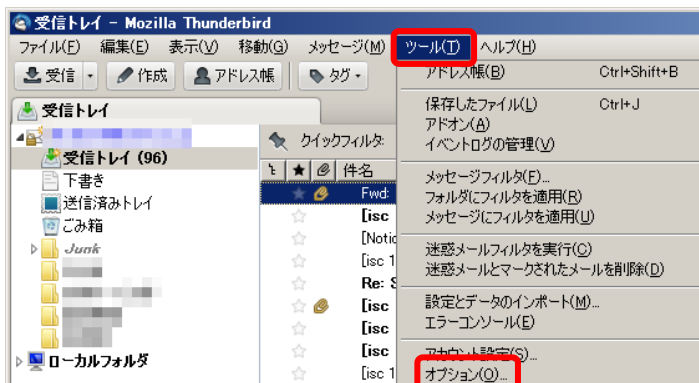 受信トレイ - Mozilla Thunderbird
ファイル(F) 編集(E) 表示(V) 移動(G) メッセージ(M) ツール(T) ヘルプ(H)
受信 作成 アドレス帳 タグ
アドレス帳(B) Ctrl+Shift+B
受信トレイ
保存したファイル(L) Ctrl+J
アドオン(A)
イベントログの管理(V)
クイックフィルタ:
受信トレイ (96)
件名
下書き
送信済みトレイ
ごみ箱
Junk
ローカルフォルダ
Fwd:
[isc
[Notic
[isc 1
Re: S
[isc
[isc
[isc
[isc 1
メッセージフィルタ(F)...
フォルダにフィルタを適用(R)
メッセージにフィルタを適用(U)
迷惑メールフィルタを実行(C)
迷惑メールとマークされたメールを削除(D)
設定とデータのインポート(M)...
エラーコンソール(E)
アカウント設定(S)...
オプション(O)...